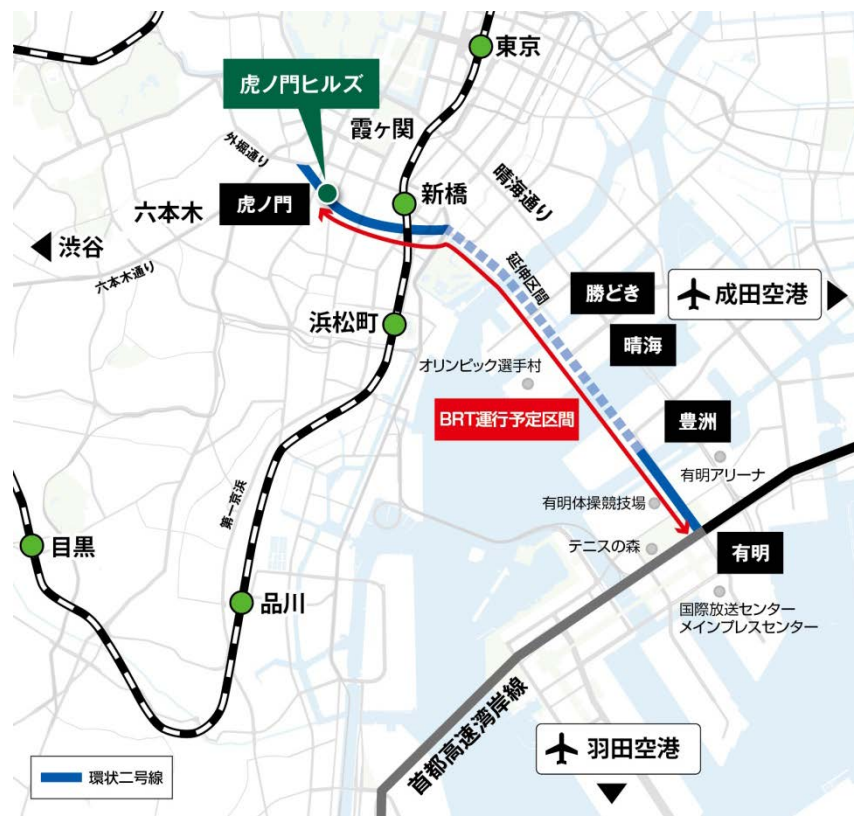 東京
虎ノ門ヒルズ
霞ヶ関
外堀通り
新橋
晴海通り
六本木
虎ノ門
渋谷
六本木通り
延伸区間
勝どき
成田空港
浜松町
晴海
オリンピック選手村
BRT運行予定区間
豊洲
有明アリーナ
第一京浜
有明体操競技場
目黒
テニスの森
有明
品川
国際放送センター
メインプレスセンター
首都高速湾岸線
羽田空港
環状二号線